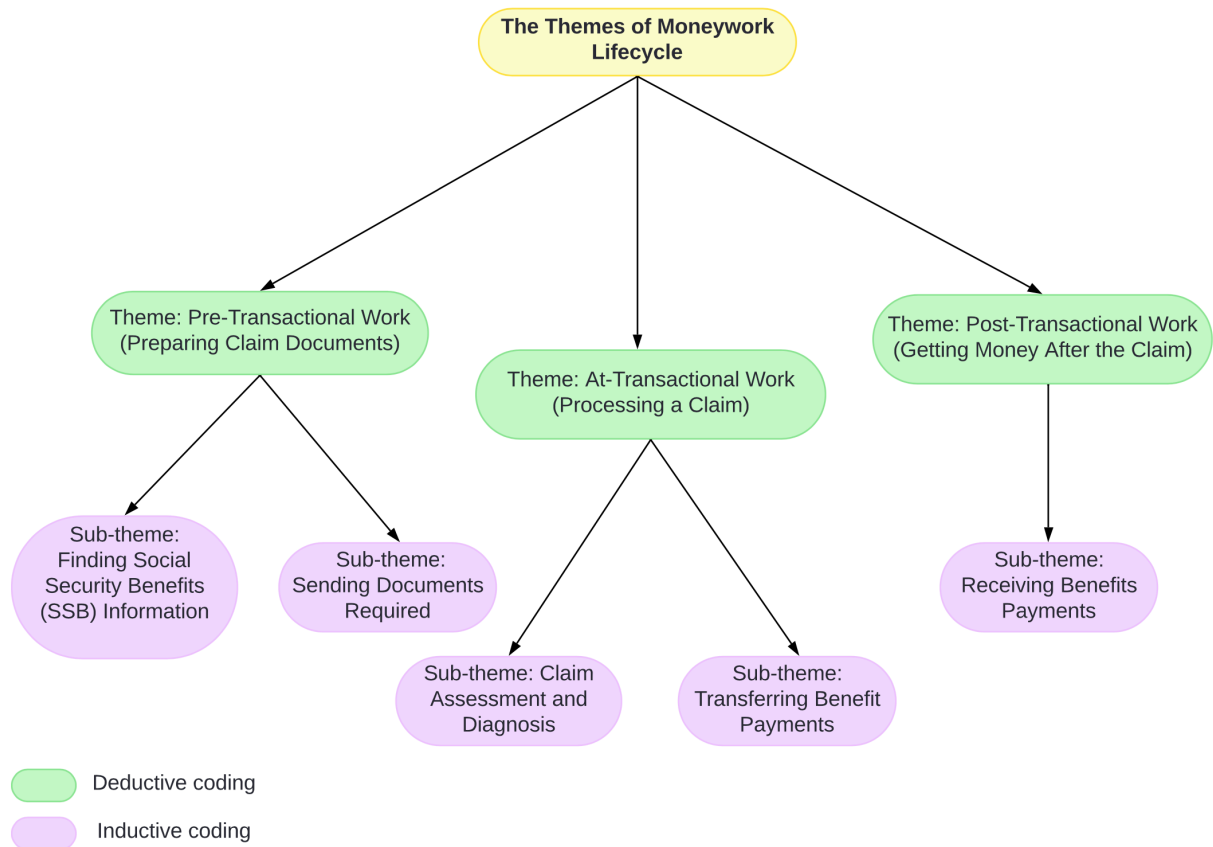 The Themes of Moneywork
Lifecycle
Theme: Pre-Transactional Work
(Preparing Claim Documents)
Theme: At-Transactional Work
(Processing a Claim)
Theme: Post-Transactional Work
(Getting Money After the Claim)
Sub-theme:
Finding Social
Security Benefits
(SSB) Information
Sub-theme:
Sending Documents
Required
Sub-theme: Claim
Assessment and
Diagnosis
Sub-theme:
Transferring Benefit
Payments
Sub-theme:
Receiving Benefits
Payments
Deductive coding
Inductive coding